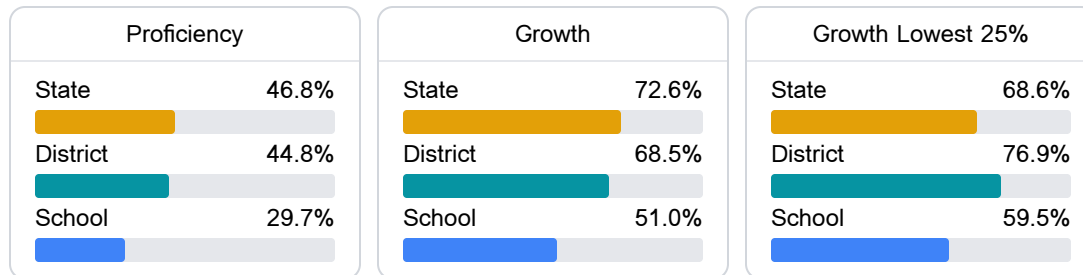 Proficiency
State 46.8%
District 44.8%
School 29.7%
Growth
State 72.6%
District 68.5%
School 51.0%
Growth Lowest 25%
State 68.6%
District 76.9%
School 59.5%